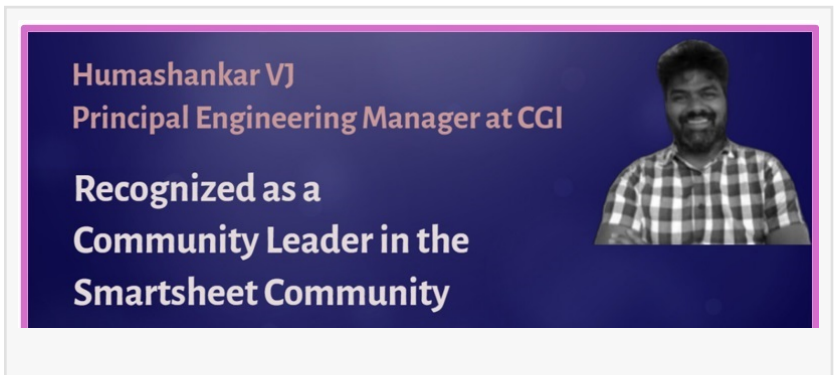 Humashankar VJ
Principal Engineering Manager at CGI
Recognized as a
Community Leader in the
Smartsheet Community